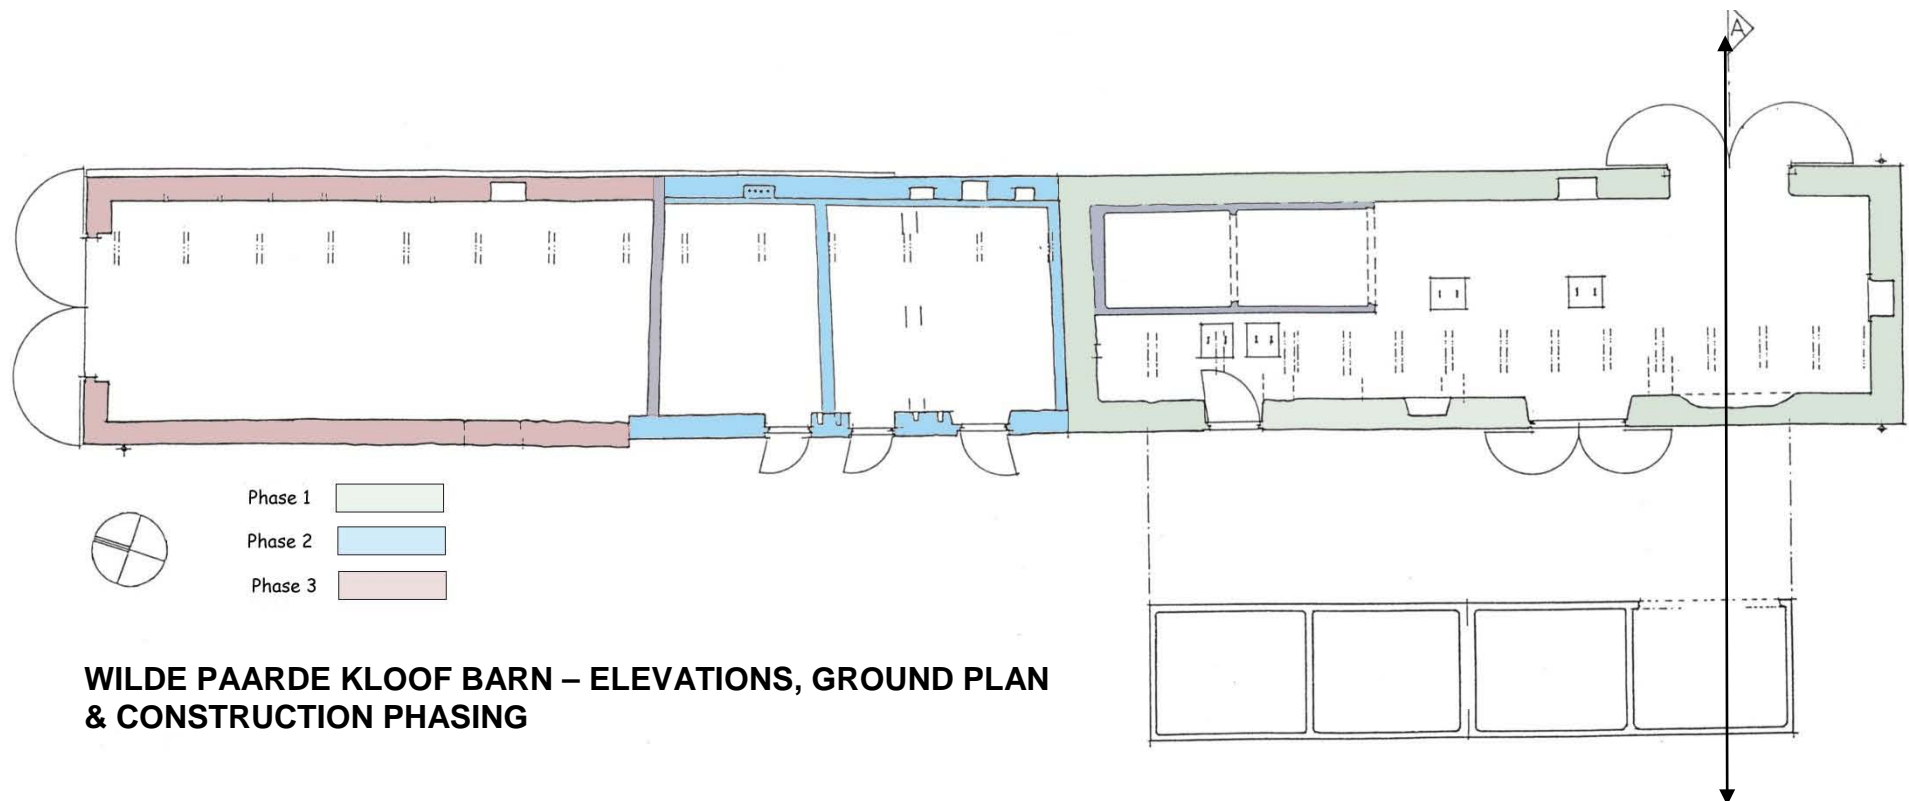 A
Phase 1
Phase 2
Phase 3
WILDE PAARDE KLOOF BARN – ELEVATIONS, GROUND PLAN
& CONSTRUCTION PHASING